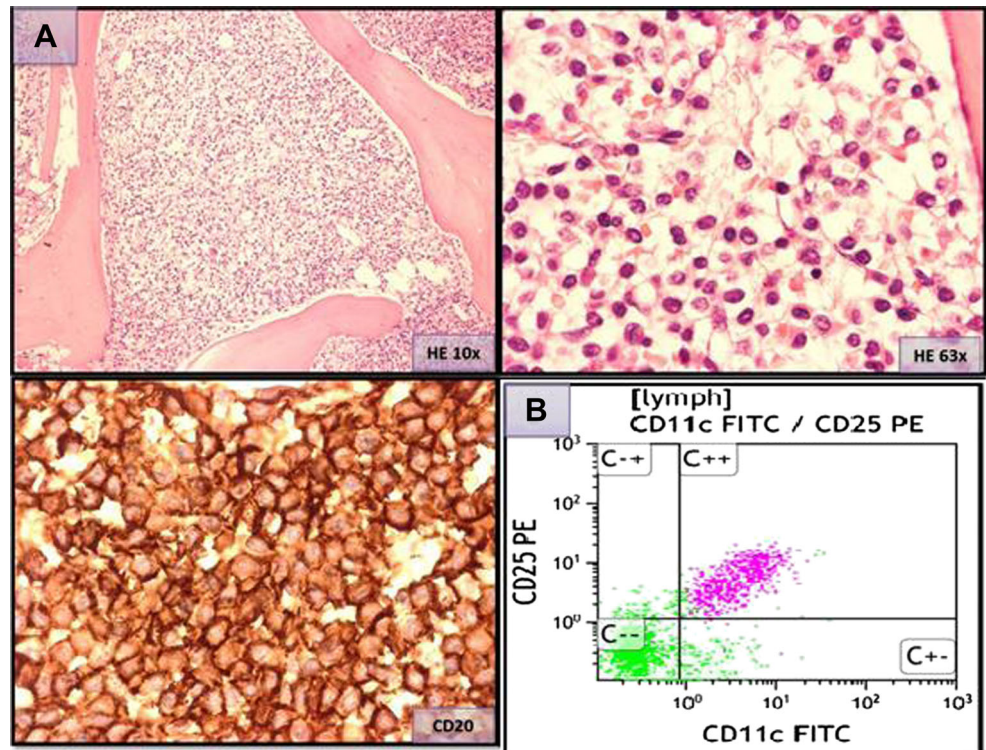 A
HE 10x
HE 63x
CD20
B
[lymph]
CD11c FITC / CD25 PE
10³
C-+
C++
10²
10¹
10⁰
C--
C+-
CD25 PE
10⁰
10¹
10²
10³
CD11c FITC